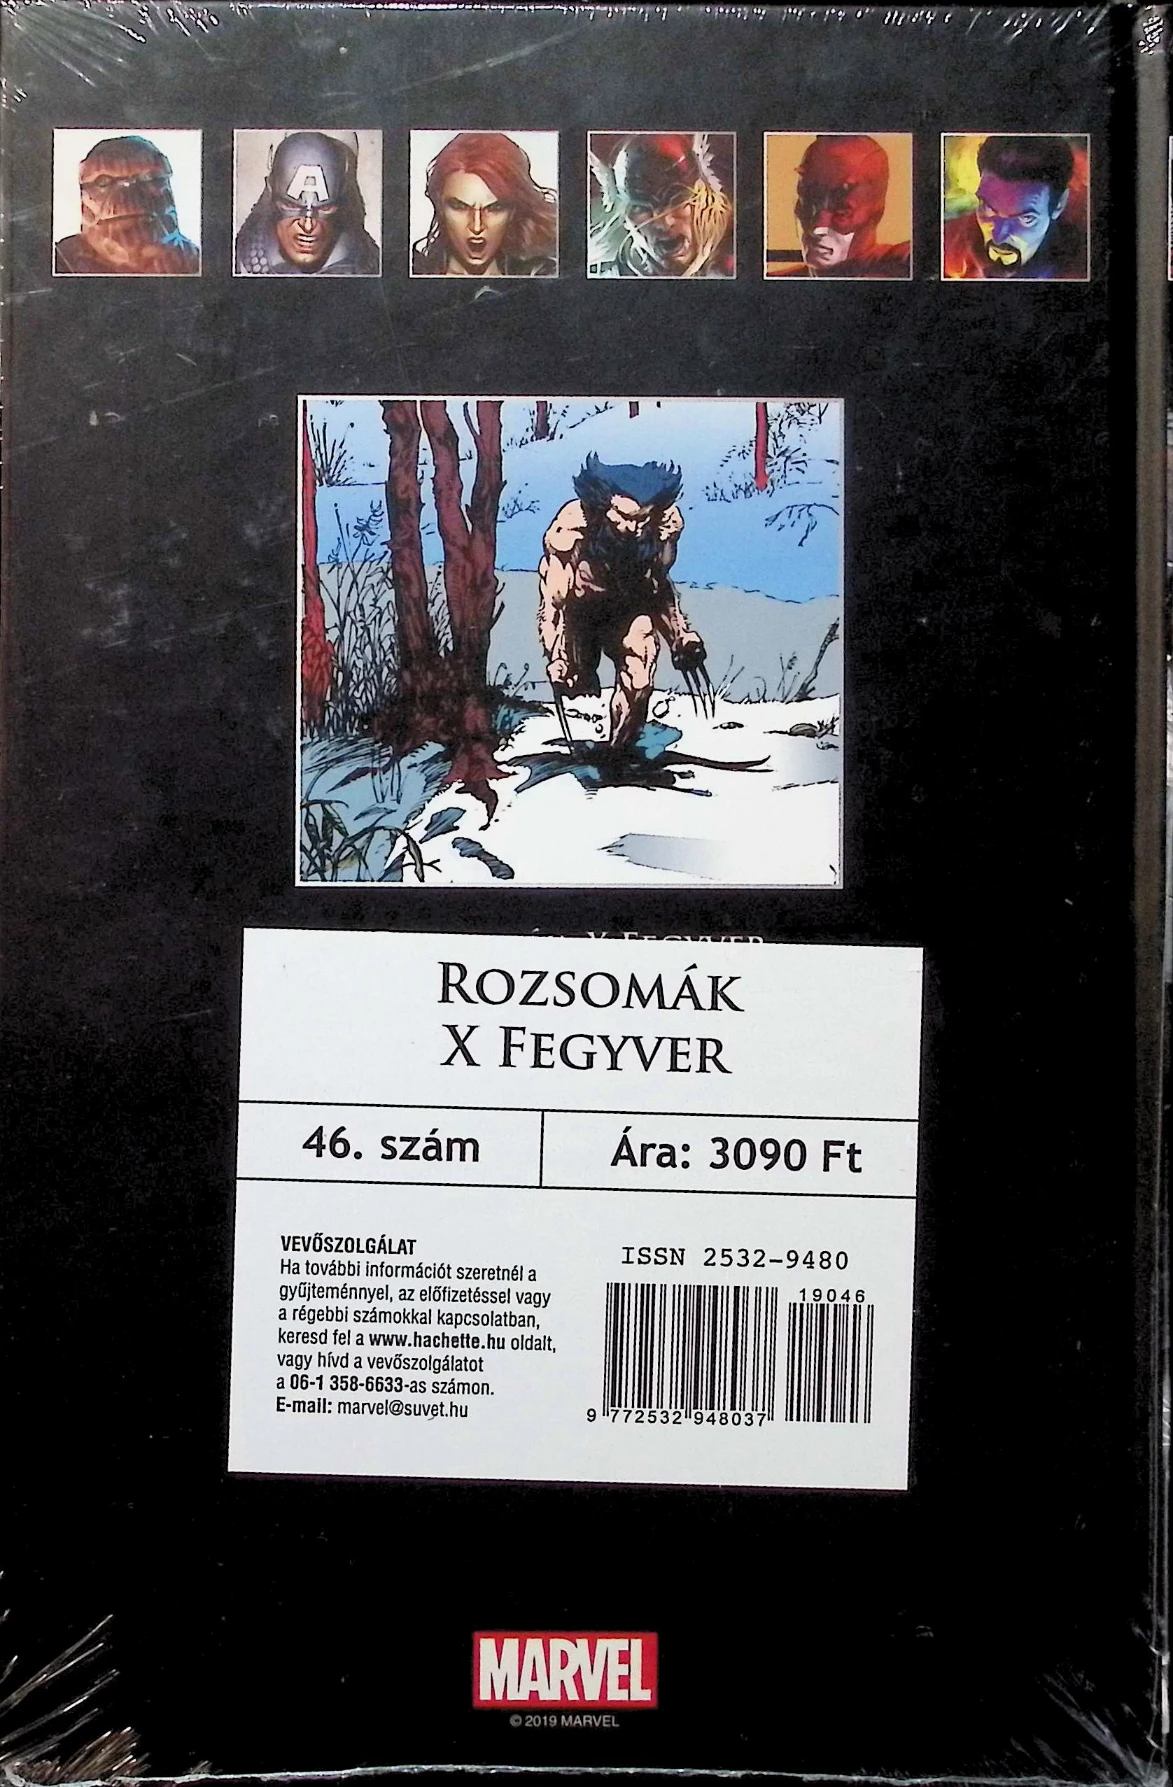 A
X FEGYVER
ROZSOMÁK
X FEGYVER
46. szám
Ára: 3090 Ft
VEVŐSZOLGÁLAT
Ha további információt szeretnél a
gyűjteménnyel, az előfizetéssel vagy
a régebbi számokkal kapcsolatban,
keresd fel a www.hachette.hu oldalt,
vagy hívd a vevőszolgálatot
a 06-1 358-6633-as számon.
E-mail: marvel@suvet.hu
ISSN 2532-9480
19046
9 772532 948037
MARVEL
© 2019 MARVEL